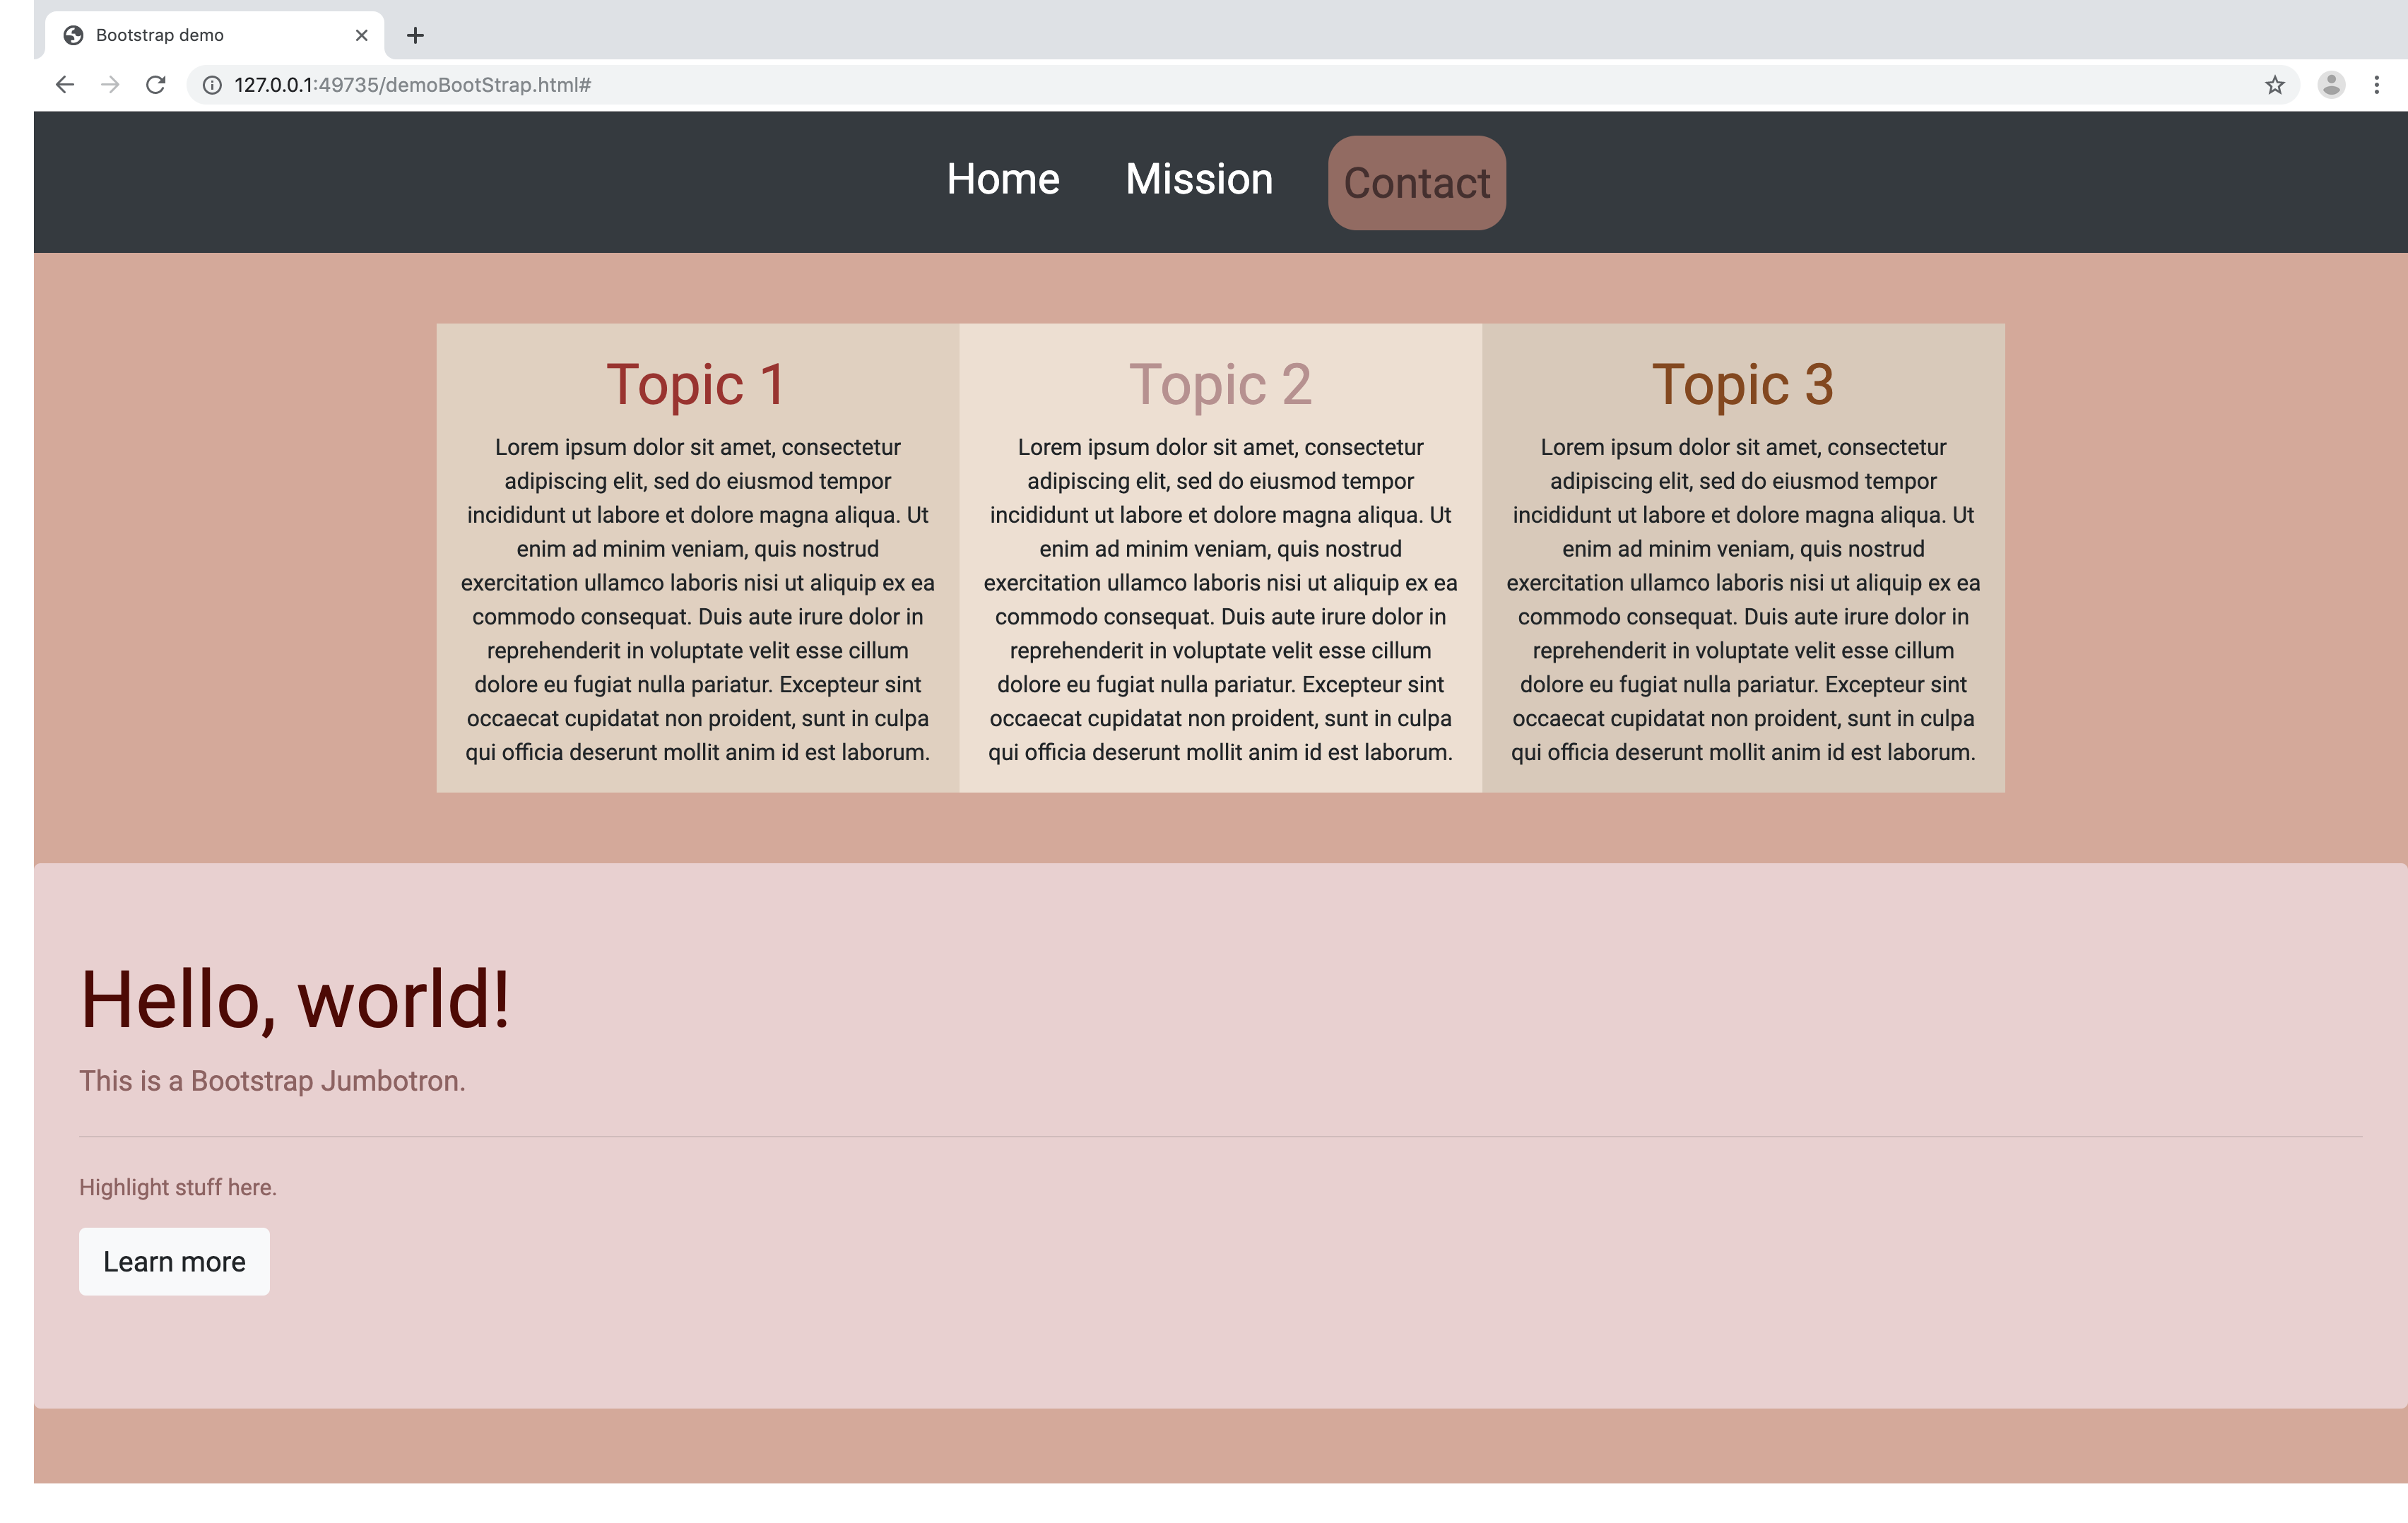 Bootstrap demo
127.0.0.1:49735/demoBootStrap.html#
Home Mission Contact
Topic 1
Lorem ipsum dolor sit amet, consectetur
adipiscing elit, sed do eiusmod tempor
incididunt ut labore et dolore magna aliqua. Ut
enim ad minim veniam, quis nostrud
exercitation ullamco laboris nisi ut aliquip ex ea
commodo consequat. Duis aute irure dolor in
reprehenderit in voluptate velit esse cillum
dolore eu fugiat nulla pariatur. Excepteur sint
occaecat cupidatat non proident, sunt in culpa
qui officia deserunt mollit anim id est laborum.
Topic 2
Lorem ipsum dolor sit amet, consectetur
adipiscing elit, sed do eiusmod tempor
incididunt ut labore et dolore magna aliqua. Ut
enim ad minim veniam, quis nostrud
exercitation ullamco laboris nisi ut aliquip ex ea
commodo consequat. Duis aute irure dolor in
reprehenderit in voluptate velit esse cillum
dolore eu fugiat nulla pariatur. Excepteur sint
occaecat cupidatat non proident, sunt in culpa
qui officia deserunt mollit anim id est laborum.
Topic 3
Lorem ipsum dolor sit amet, consectetur
adipiscing elit, sed do eiusmod tempor
incididunt ut labore et dolore magna aliqua. Ut
enim ad minim veniam, quis nostrud
exercitation ullamco laboris nisi ut aliquip ex ea
commodo consequat. Duis aute irure dolor in
reprehenderit in voluptate velit esse cillum
dolore eu fugiat nulla pariatur. Excepteur sint
occaecat cupidatat non proident, sunt in culpa
qui officia deserunt mollit anim id est laborum.
Hello, world!
This is a Bootstrap Jumbotron.
Highlight stuff here.
Learn more